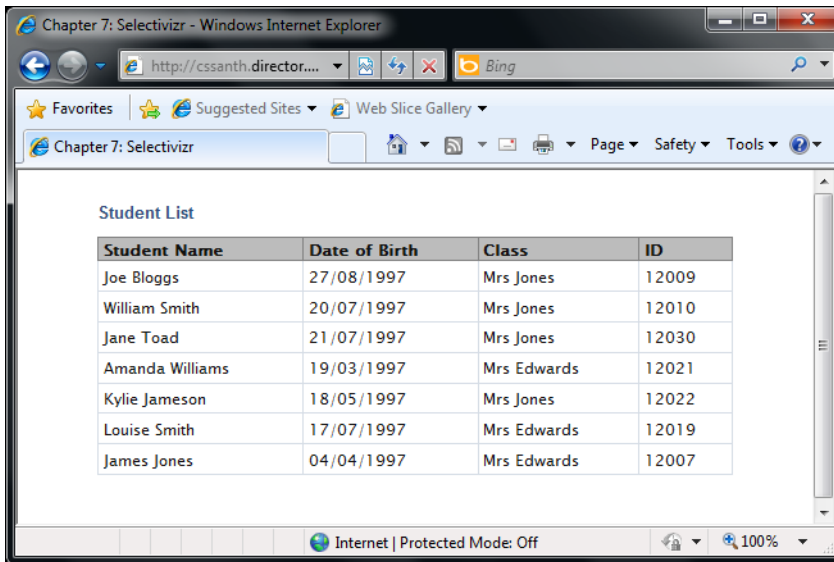 Chapter 7: Selectivizr - Windows Internet Explorer
http://cssanth.director.... Bing
Favorites Suggested Sites Web Slice Gallery
Chapter 7: Selectivizr Page Safety Tools
Student List
Student Name Date of Birth Class ID
Joe Bloggs 27/08/1997 Mrs Jones 12009
William Smith 20/07/1997 Mrs Jones 12010
Jane Toad 21/07/1997 Mrs Jones 12030
Amanda Williams 19/03/1997 Mrs Edwards 12021
Kylie Jameson 18/05/1997 Mrs Jones 12022
Louise Smith 17/07/1997 Mrs Edwards 12019
James Jones 04/04/1997 Mrs Edwards 12007
Internet | Protected Mode: Off 100%